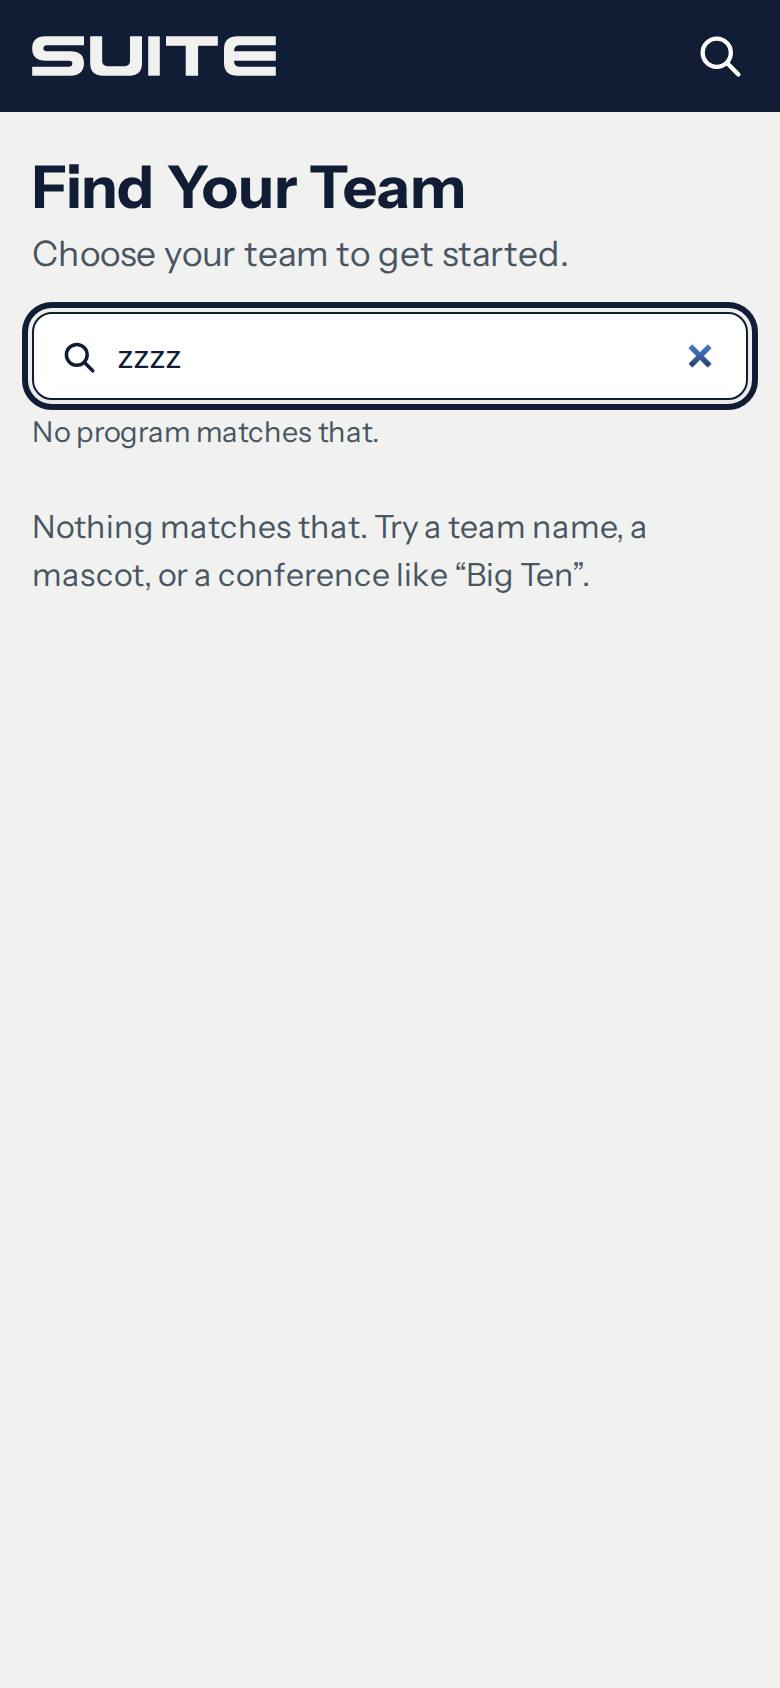 SUITE
Find Your Team
Choose your team to get started.
zzzz
No program matches that.
Nothing matches that. Try a team name, a
mascot, or a conference like “Big Ten”.